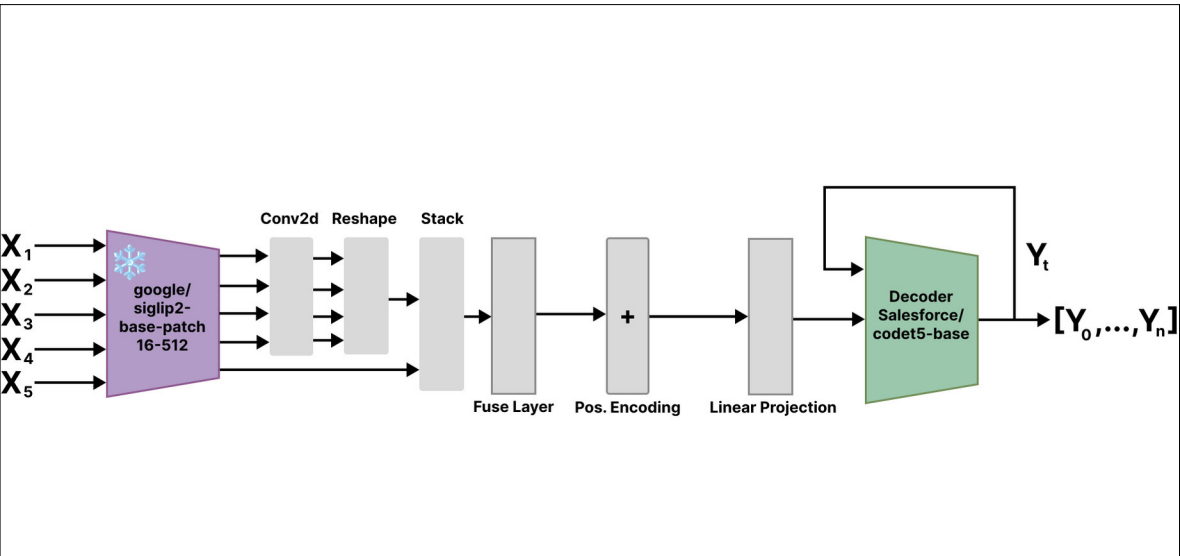 Conv2d Reshape Stack
X1
X2
X3
X4
X5
google/
siglip2-
base-patch
16-512
+
Decoder
Salesforce/
codet5-base
Yt
[Y0,...,Yn]
Fuse Layer Pos. Encoding Linear Projection